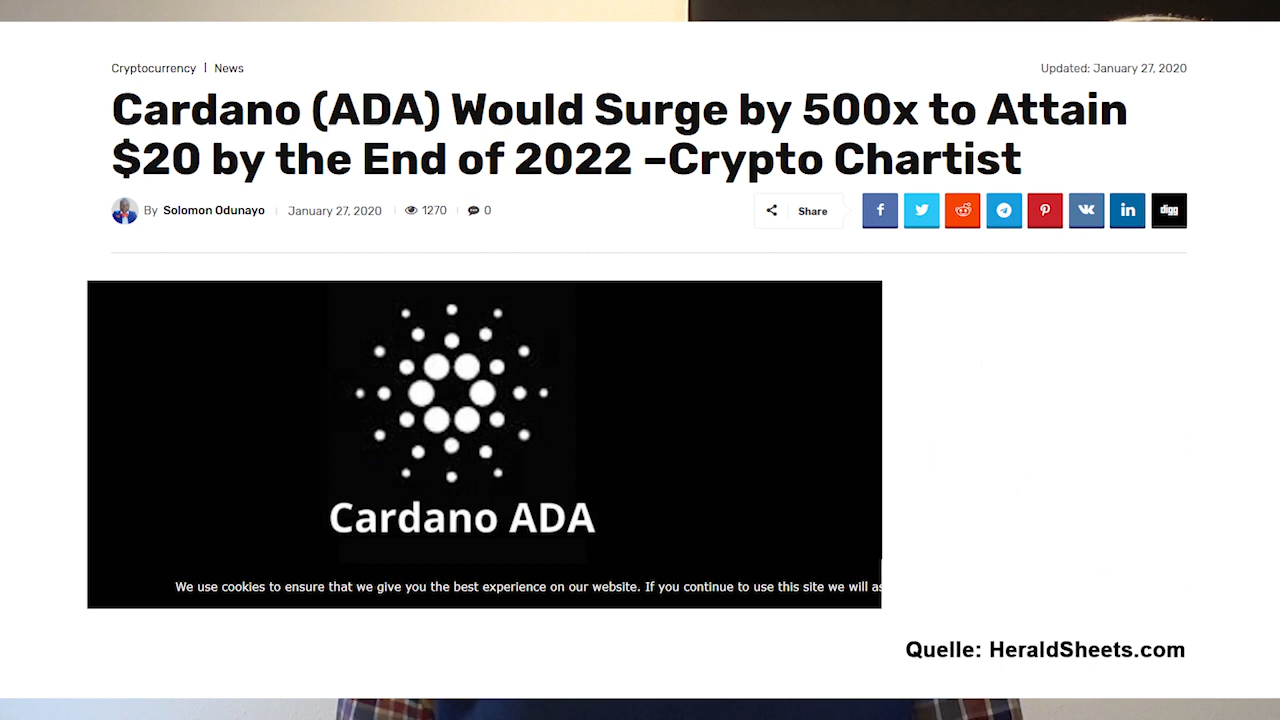 Cryptocurrency | News
Updated: January 27, 2020
Cardano (ADA) Would Surge by 500x to Attain
$20 by the End of 2022 –Crypto Chartist
By Solomon Odunayo
January 27, 2020
1270
0
Share
digg
Cardano ADA
We use cookies to ensure that we give you the best experience on our website. If you continue to use this site we will as
Quelle: HeraldSheets.com